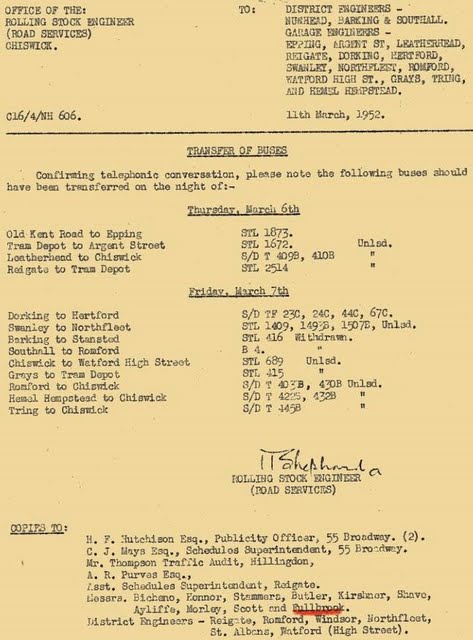 OFFICE OF THE:
ROLLING STOCK ENGINEER
(ROAD SERVICES)
CHISWICK.
TO:
DISTRICT ENGINEERS -
NUNHEAD, BARKING & SOUTHALL.
GARAGE ENGINEERS -
EPPING, ARGENT ST, LEATHERHEAD,
REIGATE, DORKING, HERTFORD,
SWANLEY, NORTHFLEET, ROMFORD,
WATFORD HIGH ST., GRAYS, TRING,
AND HEMEL HEMPSTEAD.
C16/4/NH 606.
11th March, 1952.
TRANSFER OF BUSES
Confirming telephonic conversation, please note the following buses should
have been transferred on the night of:-
Thursday, March 6th
Old Kent Road to Epping STL 1873.
Tram Depot to Argent Street STL 1672. Unlsd.
Leatherhead to Chiswick S/D T 409B, 410B "
Reigate to Tram Depot STL 2514 "
Friday, March 7th
Dorking to Hertford S/D TF 23C, 24C, 44C, 67C.
Swanley to Northfleet STL 1409, 1493B, 1507B, Unlsd.
Barking to Stansted STL 416 Withdrawn.
Southall to Romford B 4. "
Chiswick to Watford High Street STL 689 Unlsd.
Grays to Tram Depot STL 415 "
Romford to Chiswick S/D T 403B, 430B Unlsd.
Hemel Hempstead to Chiswick S/D T 422B, 432B "
Tring to Chiswick S/D T 445B "
ROLLING STOCK ENGINEER
(ROAD SERVICES)
COPIES TO:
H. F. Hutchison Esq., Publicity Officer, 55 Broadway. (2).
C. J. Mays Esq., Schedules Superintendent, 55 Broadway.
Mr. Thompson Traffic Audit, Hillingdon,
A. R. Purves Esq.,
Asst. Schedules Superintendent, Reigate.
Messrs. Bicheno, Konnor, Stammers, Butler, Kirshner, Shave,
Ayliffe, Morley, Scott and Fullbrook.
District Engineers - Reigate, Romford, Windsor, Northfleet,
St. Albans, Watford (High Street).